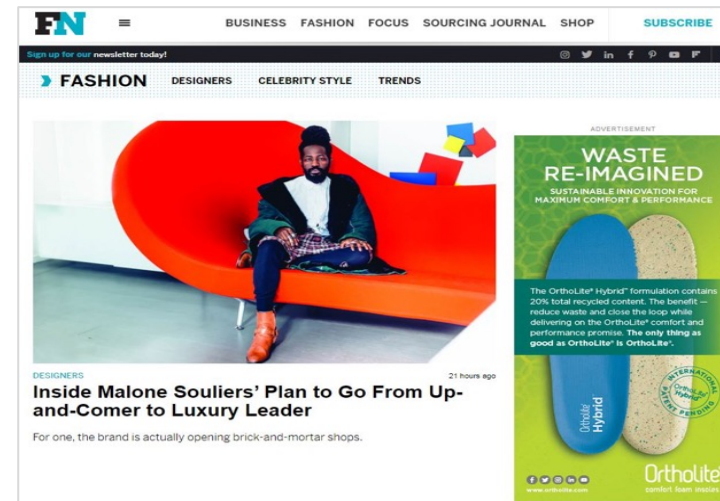 FN
BUSINESS FASHION FOCUS SOURCING JOURNAL SHOP SUBSCRIBE
Sign up for our newsletter today!
FASHION DESIGNERS CELEBRITY STYLE TRENDS
DESIGNERS 21 hours ago
Inside Malone Souliers' Plan to Go From Up-
and-Comer to Luxury Leader
For one, the brand is actually opening brick-and-mortar shops.
ADVERTISEMENT
WASTE
RE-IMAGINED
SUSTAINABLE INNOVATION FOR
MAXIMUM COMFORT & PERFORMANCE
The OrthoLite® Hybrid™ formulation contains
20% total recycled content. The benefit —
reduce waste and close the loop while
delivering on the OrthoLite® comfort and
performance promise. The only thing as
good as OrthoLite® is OrthoLite®.
INTERNATIONAL
OrthoLite
Hybrid
PATENT PENDING
OrthoLite
Hybrid
Ortholite
www.ortholite.com comfort foam insoles